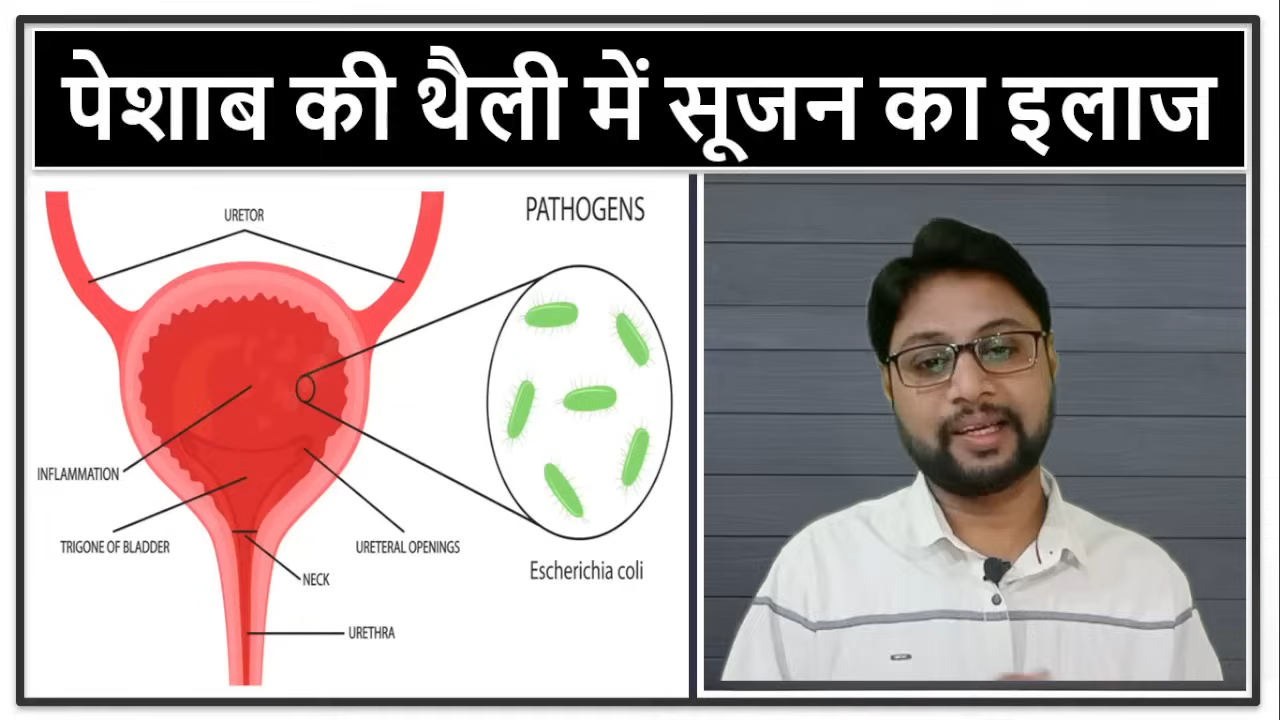 पेशाब की थैली में सूजन का इलाज
URETOR
PATHOGENS
INFLAMMATION
TRIGONE OF BLADDER
URETERAL OPENINGS
NECK
Escherichia coli
URETHRA